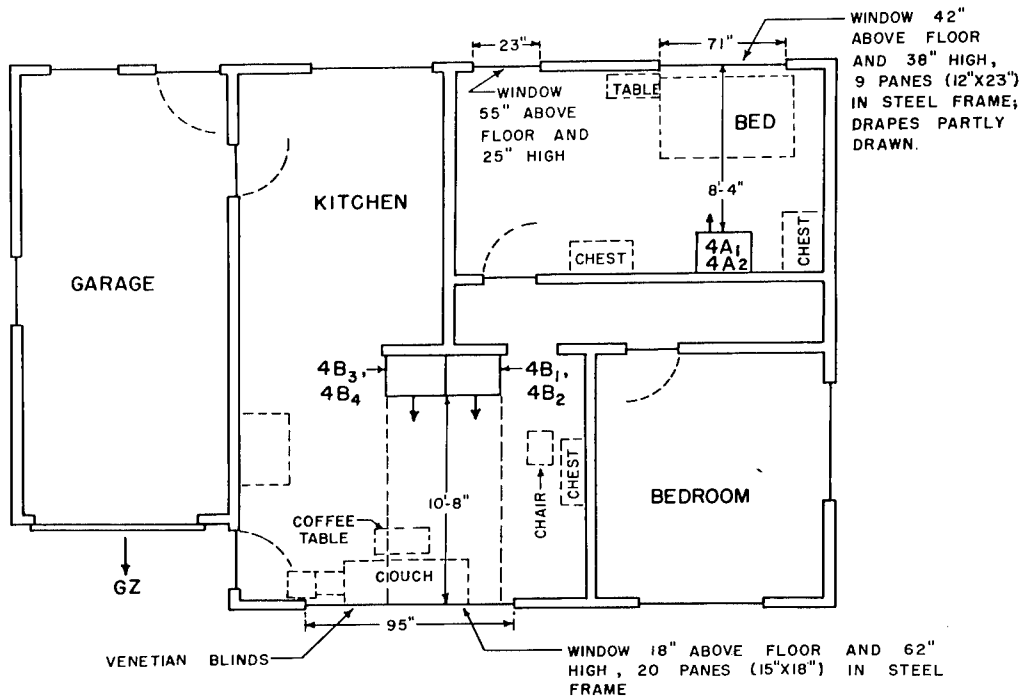 23"
71"
WINDOW 42"
ABOVE FLOOR
AND 38" HIGH,
9 PANES (12"X23")
IN STEEL FRAME;
DRAPES PARTLY
DRAWN.
WINDOW
55" ABOVE
FLOOR AND
25" HIGH
TABLE
BED
8'-4"
KITCHEN
GARAGE
CHEST
4A1
4A2
CHEST
4B3,
4B4
4B1,
4B2
10'-8"
CHAIR
CHEST
BEDROOM
COFFEE
TABLE
COUCH
GZ
95"
VENETIAN BLINDS
WINDOW 18" ABOVE FLOOR AND 62"
HIGH, 20 PANES (15"X18") IN STEEL
FRAME